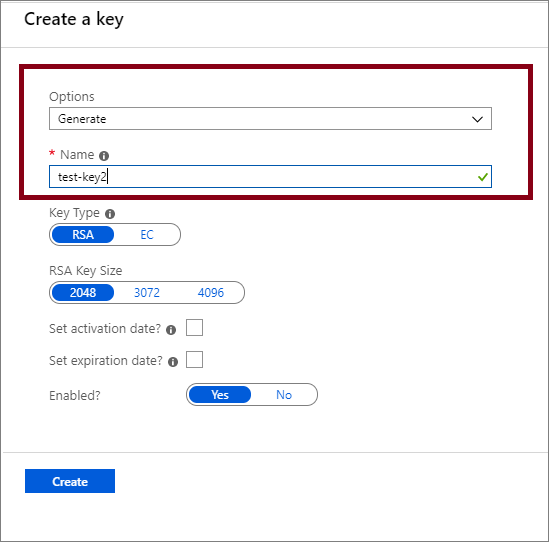 Create a key
Options
Generate
* Name
test-key2
Key Type
RSA EC
RSA Key Size
2048 3072 4096
Set activation date?
Set expiration date?
Enabled? Yes No
Create